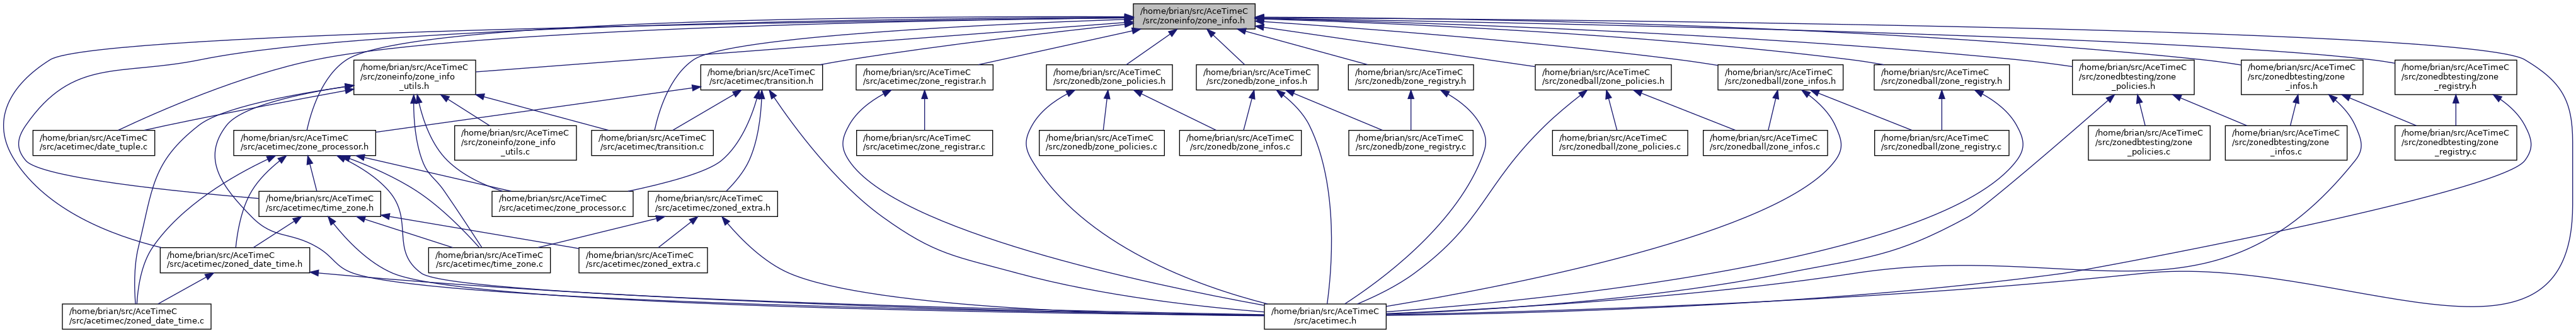 /home/brian/src/AceTimeC
/src/zoneinfo/zone_info.h
/home/brian/src/AceTimeC
/src/zoneinfo/zone_info
_utils.h
/home/brian/src/AceTimeC
/src/acetimec/transition.h
/home/brian/src/AceTimeC
/src/acetimec/zone_registrar.h
/home/brian/src/AceTimeC
/src/zonedb/zone_policies.h
/home/brian/src/AceTimeC
/src/zonedb/zone_infos.h
/home/brian/src/AceTimeC
/src/zonedb/zone_registry.h
/home/brian/src/AceTimeC
/src/zonedball/zone_policies.h
/home/brian/src/AceTimeC
/src/zonedball/zone_infos.h
/home/brian/src/AceTimeC
/src/zonedball/zone_registry.h
/home/brian/src/AceTimeC
/src/zonedbtesting/zone
_policies.h
/home/brian/src/AceTimeC
/src/zonedbtesting/zone
_infos.h
/home/brian/src/AceTimeC
/src/zonedbtesting/zone
_registry.h
/home/brian/src/AceTimeC
/src/acetimec/date_tuple.c
/home/brian/src/AceTimeC
/src/acetimec/zone_processor.h
/home/brian/src/AceTimeC
/src/zoneinfo/zone_info
_utils.c
/home/brian/src/AceTimeC
/src/acetimec/transition.c
/home/brian/src/AceTimeC
/src/acetimec/zone_registrar.c
/home/brian/src/AceTimeC
/src/zonedb/zone_policies.c
/home/brian/src/AceTimeC
/src/zonedb/zone_infos.c
/home/brian/src/AceTimeC
/src/zonedb/zone_registry.c
/home/brian/src/AceTimeC
/src/zonedball/zone_policies.c
/home/brian/src/AceTimeC
/src/zonedball/zone_infos.c
/home/brian/src/AceTimeC
/src/zonedball/zone_registry.c
/home/brian/src/AceTimeC
/src/zonedbtesting/zone
_policies.c
/home/brian/src/AceTimeC
/src/zonedbtesting/zone
_infos.c
/home/brian/src/AceTimeC
/src/zonedbtesting/zone
_registry.c
/home/brian/src/AceTimeC
/src/acetimec/time_zone.h
/home/brian/src/AceTimeC
/src/acetimec/zone_processor.c
/home/brian/src/AceTimeC
/src/acetimec/zoned_extra.h
/home/brian/src/AceTimeC
/src/acetimec/zoned_date_time.h
/home/brian/src/AceTimeC
/src/acetimec/time_zone.c
/home/brian/src/AceTimeC
/src/acetimec/zoned_extra.c
/home/brian/src/AceTimeC
/src/acetimec/zoned_date_time.c
/home/brian/src/AceTimeC
/src/acetimec.h